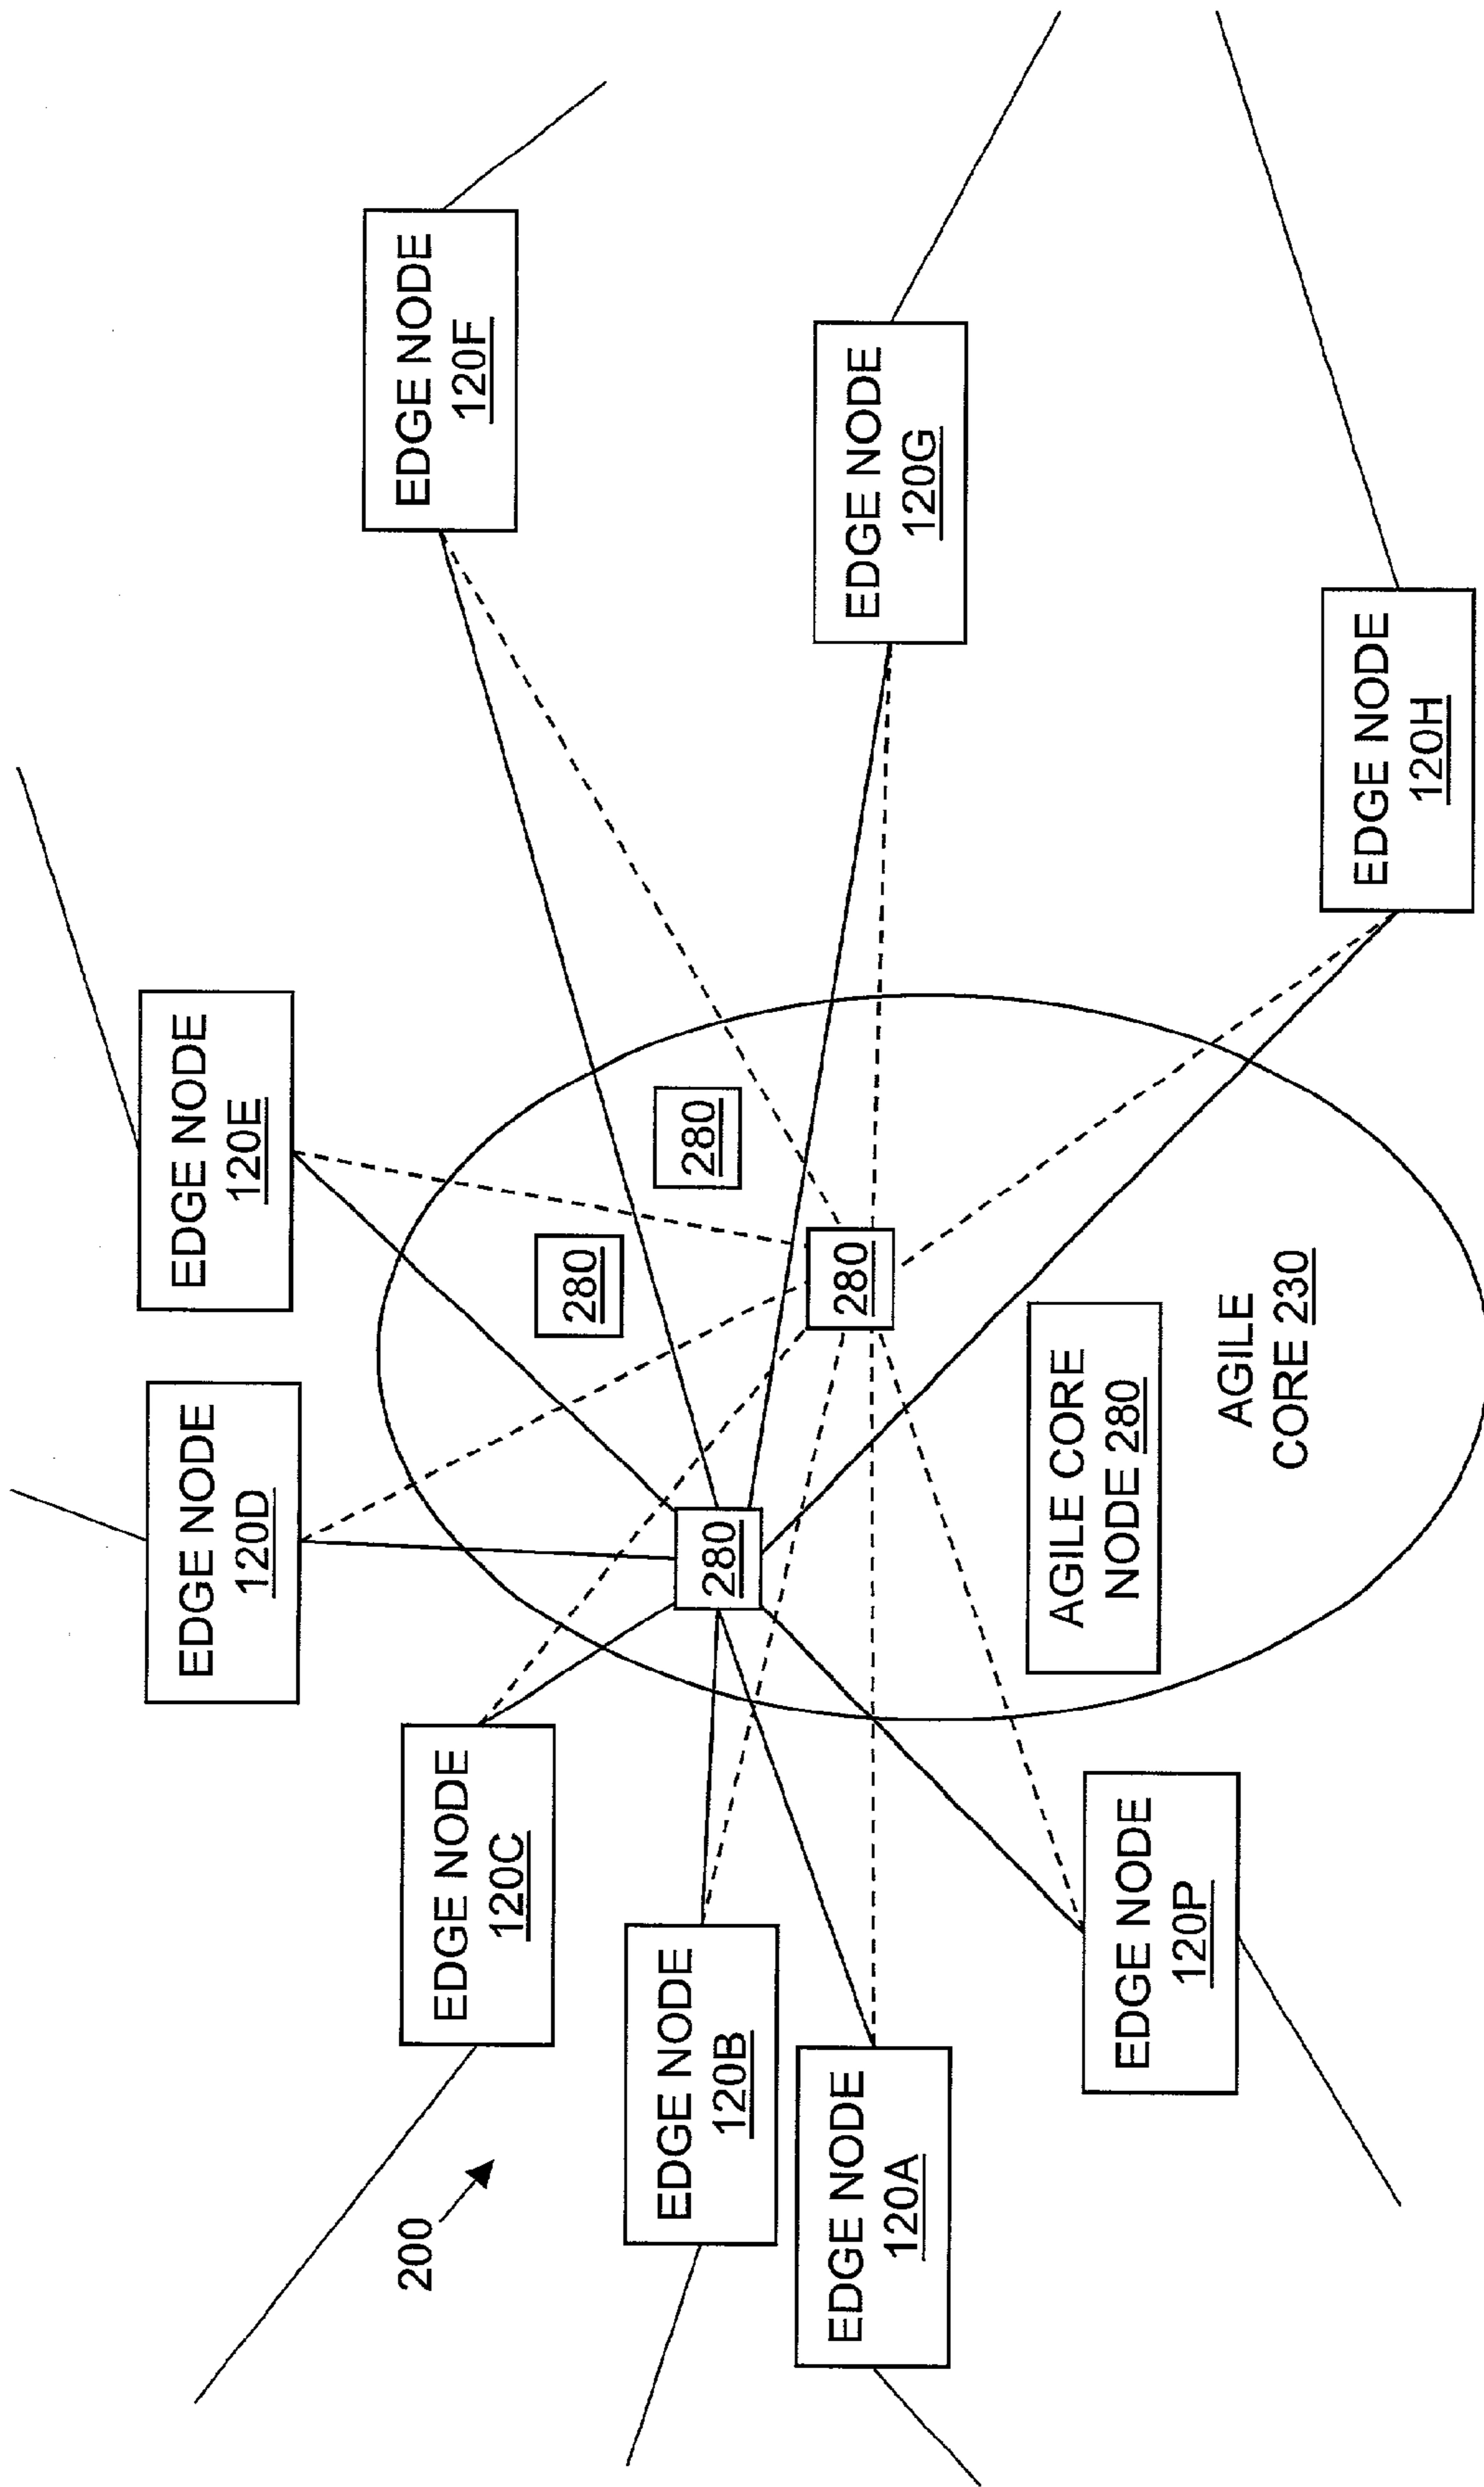 200
EDGE NODE
120A
EDGE NODE
120B
EDGE NODE
120C
EDGE NODE
120D
EDGE NODE
120E
EDGE NODE
120F
EDGE NODE
120G
EDGE NODE
120H
EDGE NODE
120P
280
280
280
280
AGILE CORE
NODE 280
AGILE
CORE 230